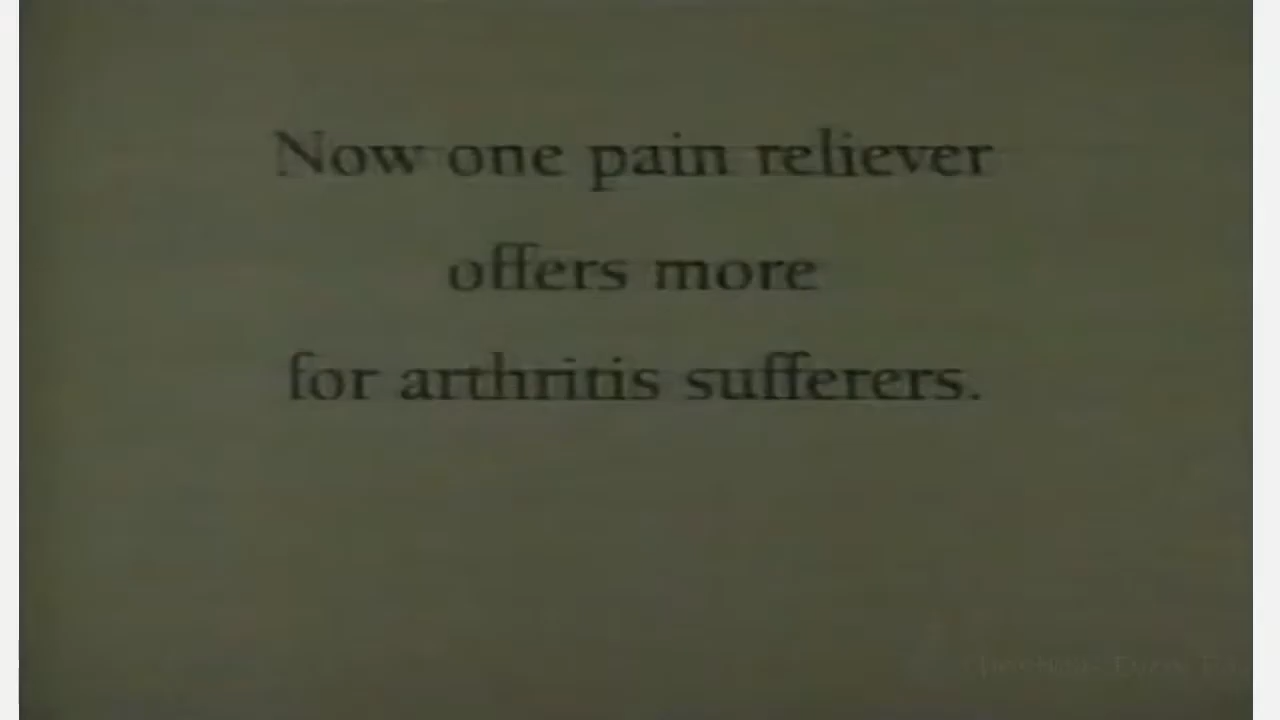 Now one pain reliever
offers more
for arthritis sufferers.